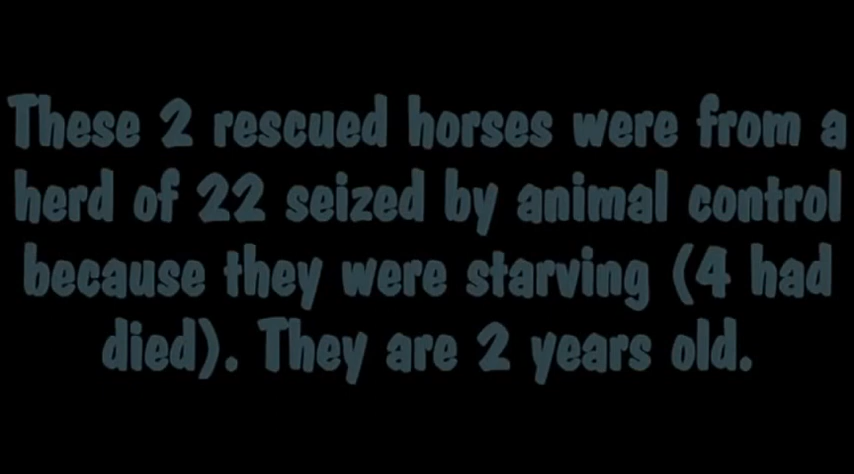 These 2 rescued horses were from a
herd of 22 seized by animal control
because they were starving (4 had
died). They are 2 years old.